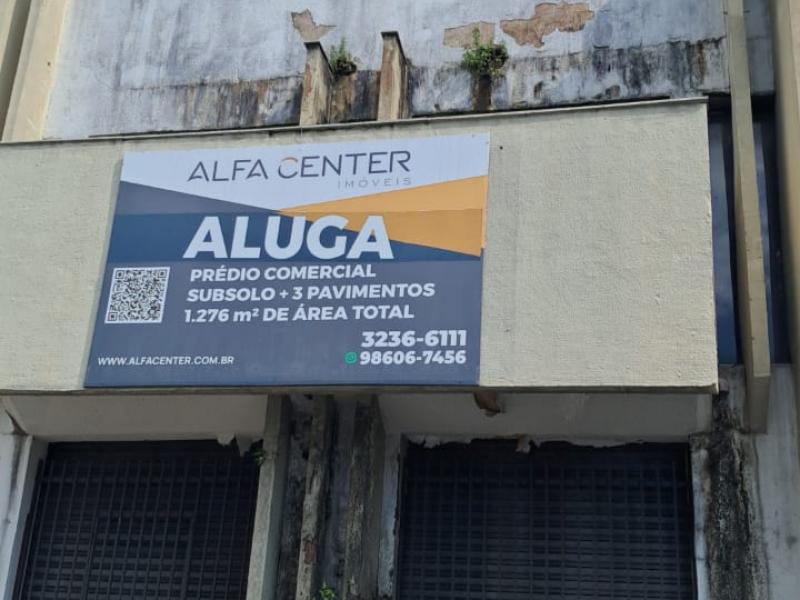 ALFA CENTER
IMÓVEIS
ALUGA
PRÉDIO COMERCIAL
SUBSOLO + 3 PAVIMENTOS
1.276 m² DE ÁREA TOTAL
3236-6111
98606-7456
WWW.ALFACENTER.COM.BR